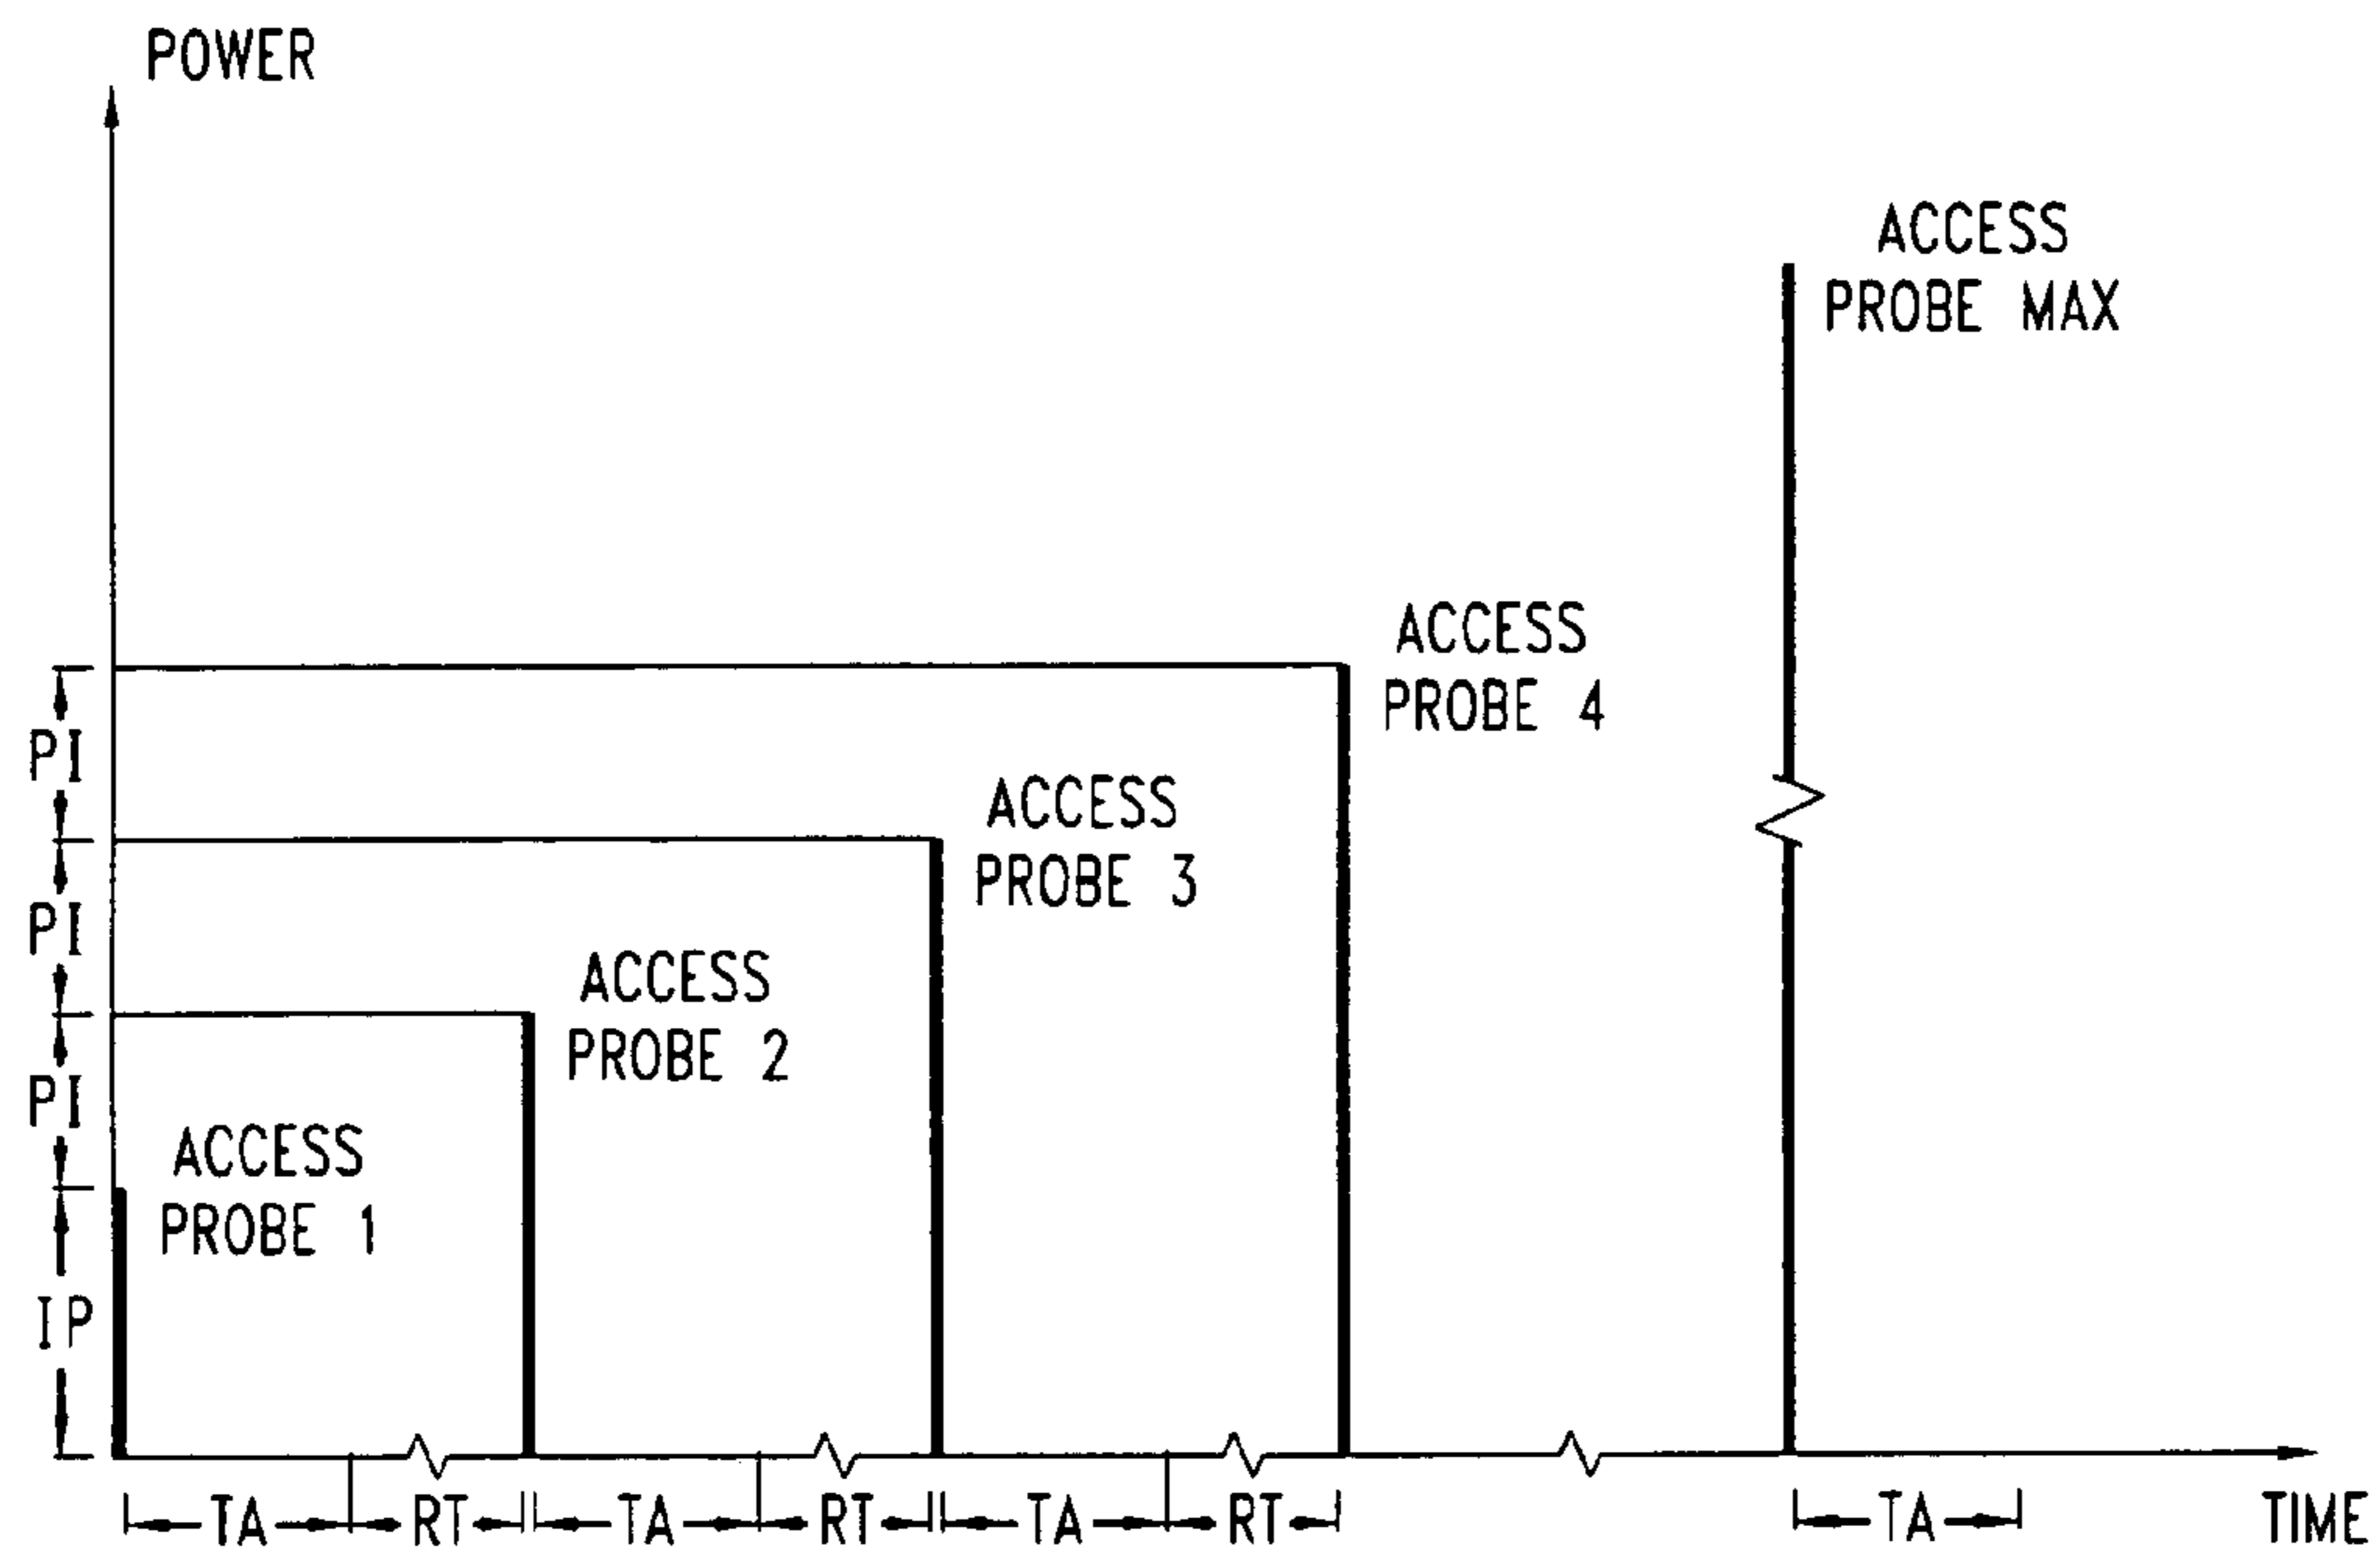 POWER
ACCESS
PROBE MAX
ACCESS
PROBE 4
PI
ACCESS
PROBE 3
PI
ACCESS
PROBE 2
PI
ACCESS
PROBE 1
IP
TA RT TA RT TA RT TA TIME